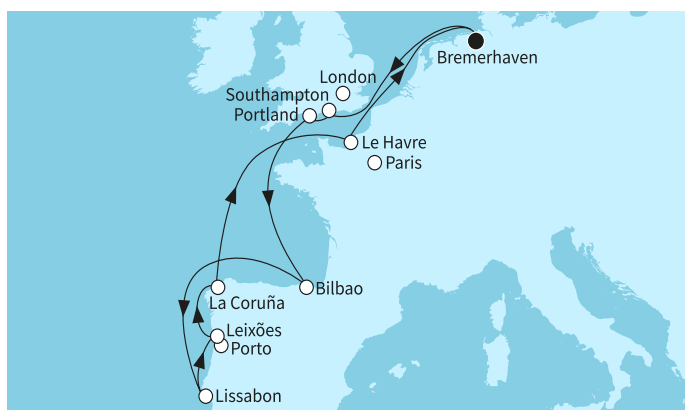 Bremerhaven
London
Southampton
Portland
Le Havre
Paris
Bilbao
La Coruña
Leixões
Porto
Lissabon